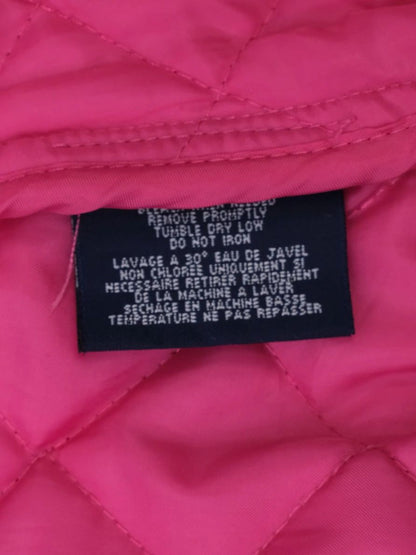 REMOVE PROMPTLY
TUMBLE DRY LOW
DO NOT IRON
LAVAGE A 30° EAU DE JAVEL
NON CHLOREE UNIQUEMENT SI
NECESSAIRE RETIRER RAPIDEMENT
DE LA MACHINE A LAVER
SECHAGE EN MACHINE BASSE
TEMPERATURE NE PAS REPASSER